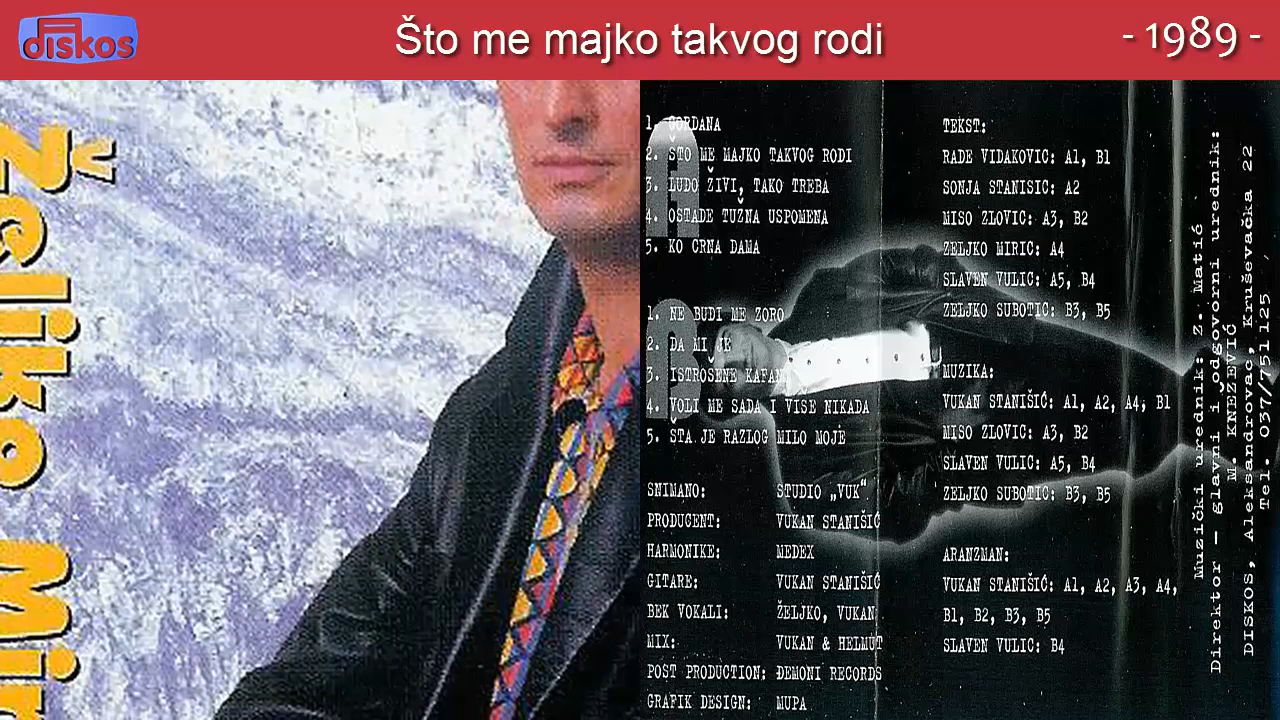 diskos
Što me majko takvog rodi
- 1989 -
Željko Mir
1. GORDANA
2. ŠTO ME MAJKO TAKVOG RODI
3. LUDO ŽIVI, TAKO TREBA
4. OSTADE TUŽNA USPOMENA
5. KO CRNA DAMA
1. NE BUDI ME ZORO
2. DA MI JE
3. ISTROŠENE KAFAN
4. VOLI ME SADA I VISE NIKADA
5. ŠTA JE RAZLOG MILO MOJE
SNIMANO: STUDIO „VUK“
PRODUCENT: VUKAN STANIŠIĆ
HARMONIKE: MEDEX
GITARE: VUKAN STANIŠIĆ
BEK VOKALI: ŽELJKO, VUKAN
MIX: VUKAN & HELMUT
POST PRODUCTION: ĐEMONI RECORDS
GRAFIK DESIGN: MUPA
TEKST:
RADE VIDAKOVIC: A1, B1
SONJA STANISIC: A2
MISO ZLOVIC: A3, B2
ZELJKO MIRIC: A4
SLAVEN VULIC: A5, B4
ZELJKO SUBOTIC: B3, B5
MUZIKA:
VUKAN STANIŠIĆ: A1, A2, A4, B1
MISO ZLOVIC: A3, B2
SLAVEN VULIC: A5, B4
ZELJKO SUBOTIC: B3, B5
ARANZMAN:
VUKAN STANIŠIĆ: A1, A2, A3, A4,
B1, B2, B3, B5
SLAVEN VULIC: B4
Muzički urednik: Z. Matić
Direktor — glavni i odgovorni urednik:
M. KNEŽEVIĆ
DISKOS, Aleksandrovac, Kruševačka 22
Tel. 037/751125